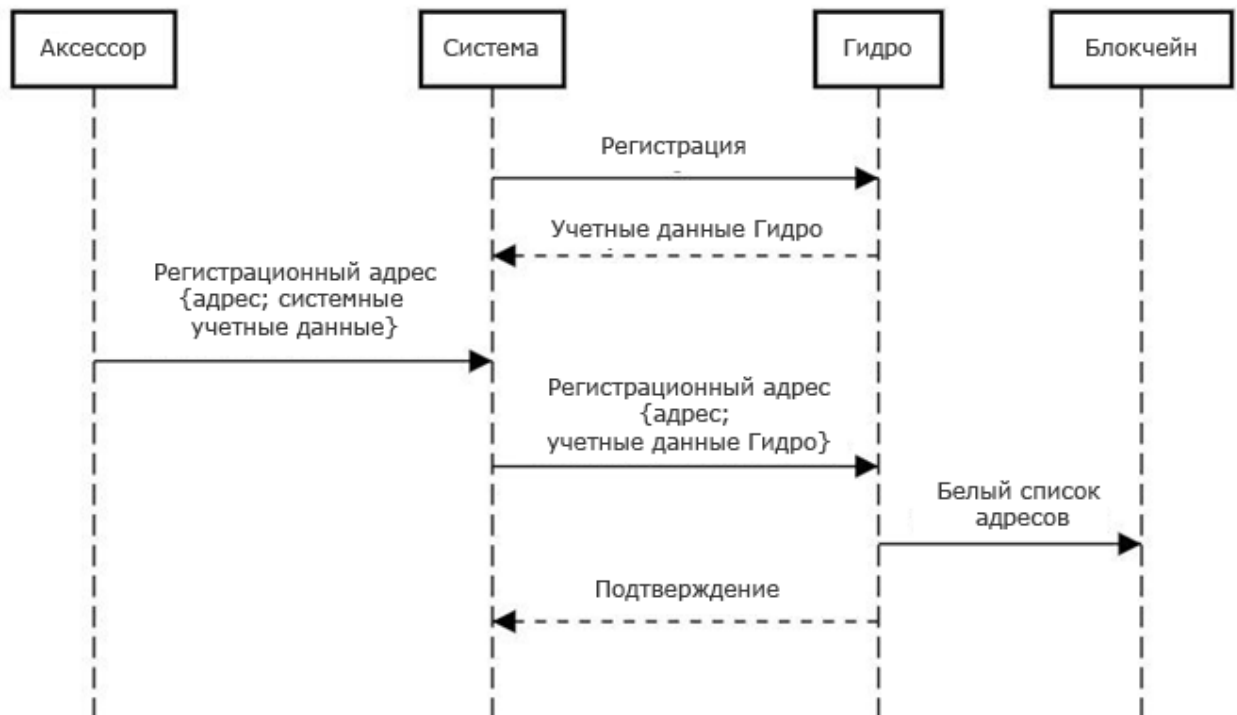 Аксессор
Система
Гидро
Блокчейн
Регистрация
Учетные данные Гидро
Регистрационный адрес
{адрес; системные
учетные данные}
Регистрационный адрес
{адрес;
учетные данные Гидро}
Белый список
адресов
Подтверждение